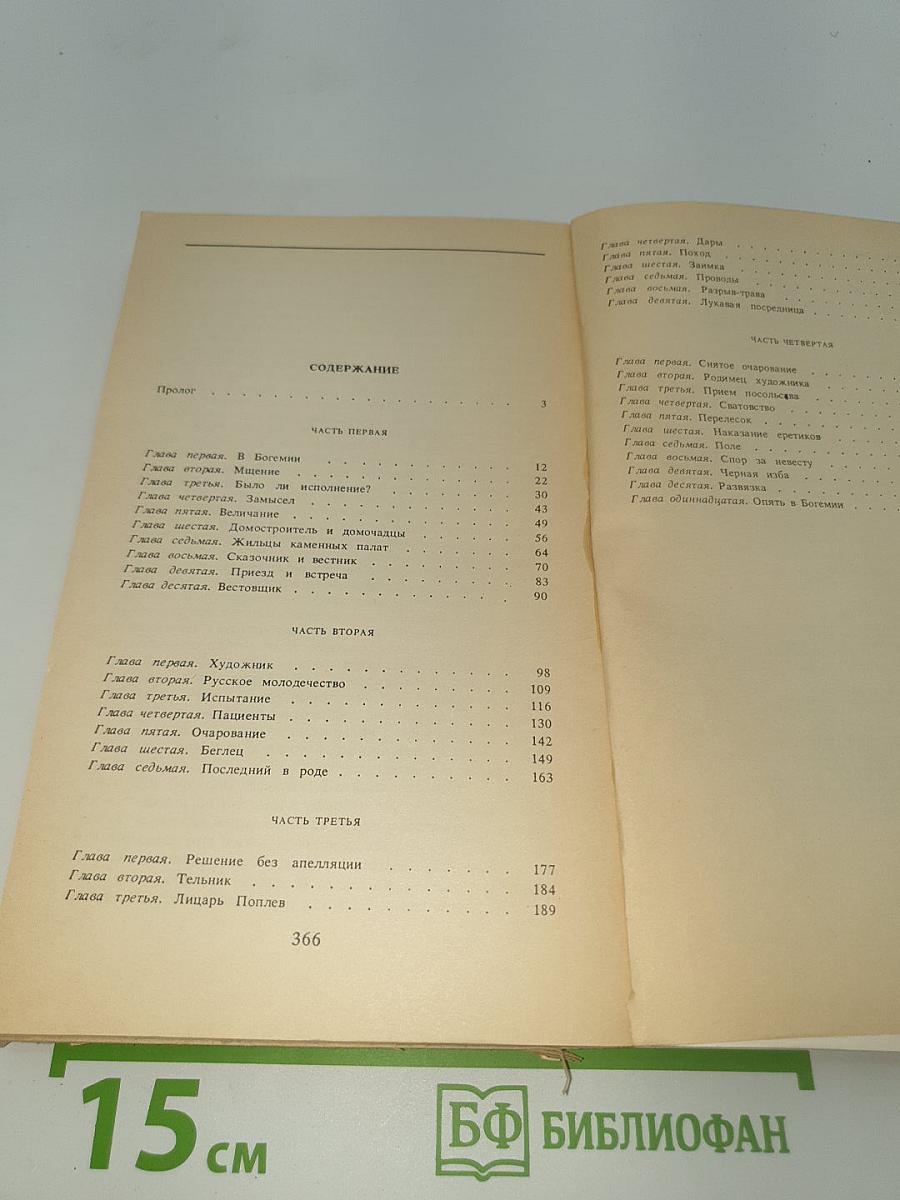 СОДЕРЖАНИЕ
Пролог . . . . . . . . . . . . . . . . 3
ЧАСТЬ ПЕРВАЯ
Глава первая. В Богемии . . . . . . . . . 12
Глава вторая. Мщение . . . . . . . . . . 22
Глава третья. Было ли исполнение? . . . . . . 30
Глава четвертая. Замысел . . . . . . . . . 43
Глава пятая. Величание . . . . . . . . . . 49
Глава шестая. Домостроитель и домочадцы . . . . 56
Глава седьмая. Жильцы каменных палат . . . . . 64
Глава восьмая. Сказочник и вестник . . . . . . 70
Глава девятая. Приезд и встреча . . . . . . . 83
Глава десятая. Вестовщик . . . . . . . . . 90
ЧАСТЬ ВТОРАЯ
Глава первая. Художник . . . . . . . . . . 98
Глава вторая. Русское молодечество . . . . . . 109
Глава третья. Испытание . . . . . . . . . . 116
Глава четвертая. Пациенты . . . . . . . . . 130
Глава пятая. Очарование . . . . . . . . . . 142
Глава шестая. Беглец . . . . . . . . . . . 149
Глава седьмая. Последний в роде . . . . . . . 163
ЧАСТЬ ТРЕТЬЯ
Глава первая. Решение без апелляции . . . . . 177
Глава вторая. Тельник . . . . . . . . . . 184
Глава третья. Лицарь Поплев . . . . . . . . 189
366
Глава четвертая. Дары . . . . . . . .
Глава пятая. Поход . . . . . . . . .
Глава шестая. Заимка . . . . . . . .
Глава седьмая. Проводы . . . . . . .
Глава восьмая. Разрыв-трава . . . . . .
Глава девятая. Лукавая посредница . . . .
ЧАСТЬ ЧЕТВЕРТАЯ
Глава первая. Снятое очарование . . . .
Глава вторая. Родимец художника . . . .
Глава третья. Прием посольства . . . .
Глава четвертая. Сватовство . . . . .
Глава пятая. Перелесок . . . . . . .
Глава шестая. Наказание еретиков . . . .
Глава седьмая. Поле . . . . . . . .
Глава восьмая. Спор за невесту . . . .
Глава девятая. Черная изба . . . . .
Глава десятая. Развязка . . . . . . .
Глава одиннадцатая. Опять в Богемии . . .
15 см
БФ БИБЛИОФАН